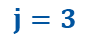 j = 3